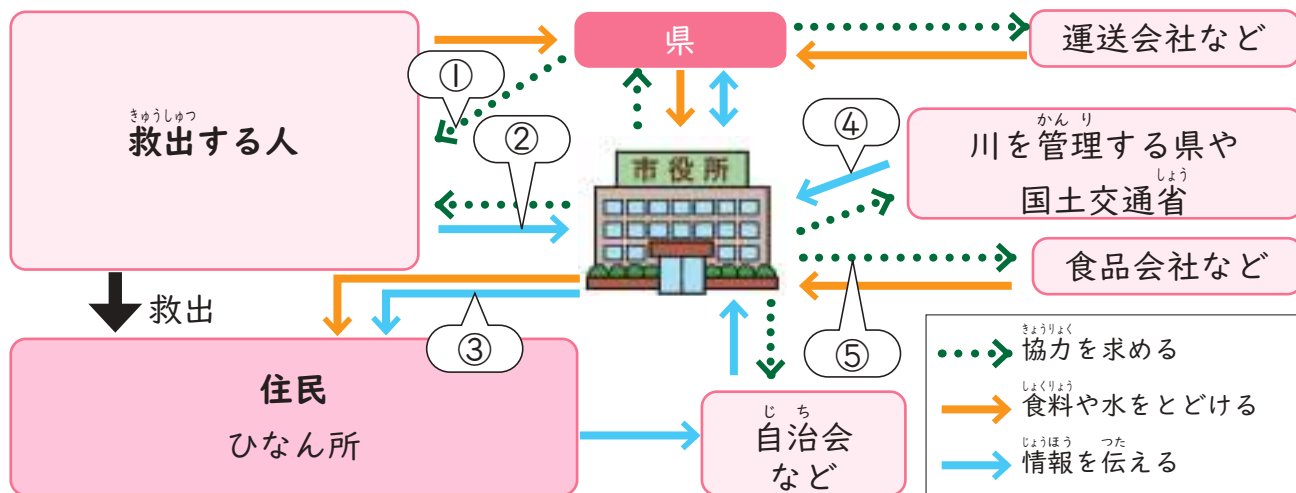 県
運送会社など
①
きゅうしゅつ
救出する人
②
④
かんり
川を管理する県や
しょう
国土交通省
市役所
食品会社など
救出
③
⑤
住民
ひなん所
じち
自治会
など
きょうりょく
協力を求める
しょくりょう
食料や水をとどける
じょうほう つた
情報を伝える